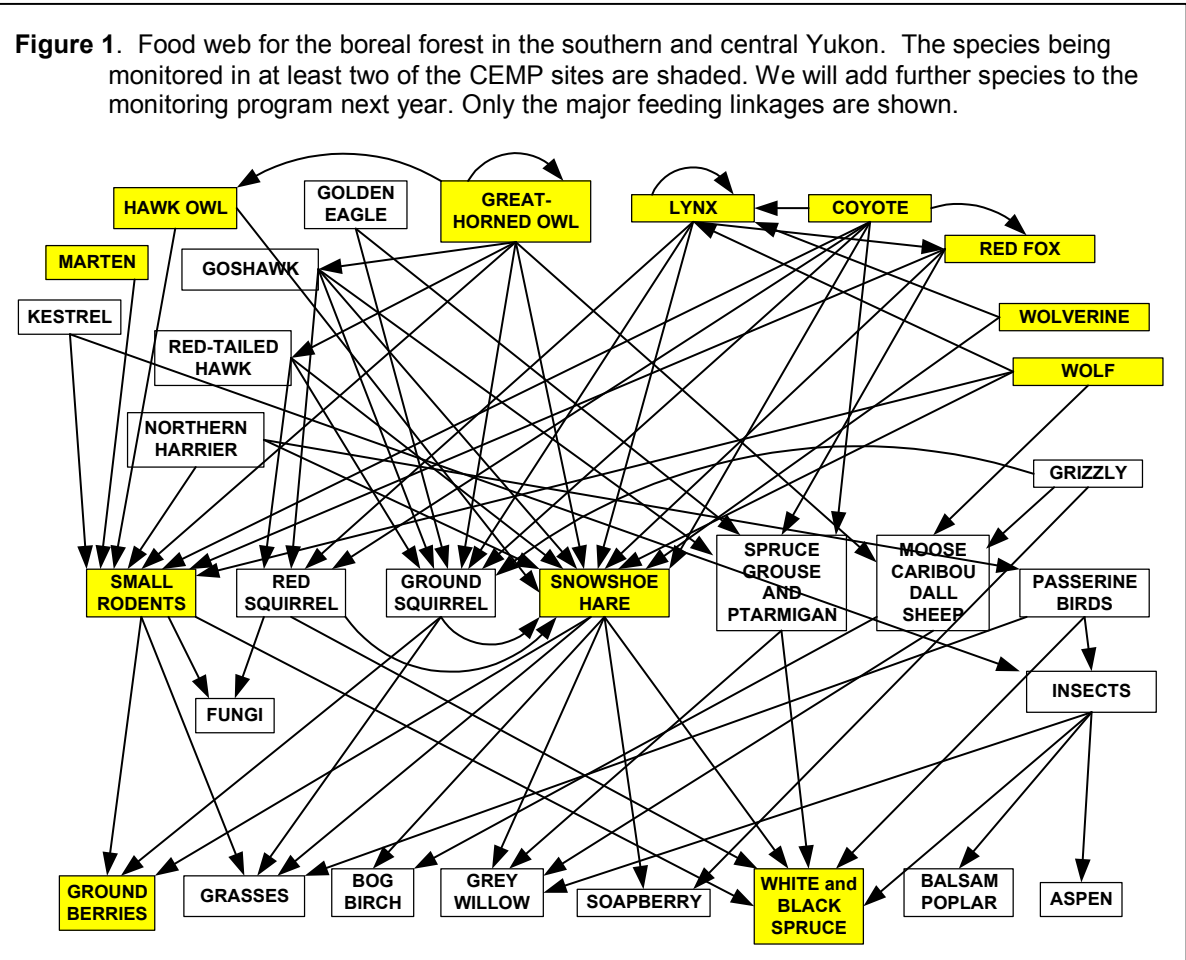 Figure 1. Food web for the boreal forest in the southern and central Yukon. The species being
monitored in at least two of the CEMP sites are shaded. We will add further species to the
monitoring program next year. Only the major feeding linkages are shown.
HAWK OWL
GOLDEN
EAGLE
GREAT-
HORNED OWL
LYNX
COYOTE
RED FOX
MARTEN
GOSHAWK
KESTREL
WOLVERINE
RED-TAILED
HAWK
WOLF
NORTHERN
HARRIER
GRIZZLY
SMALL
RODENTS
RED
SQUIRREL
GROUND
SQUIRREL
SNOWSHOE
HARE
SPRUCE
GROUSE
AND
PTARMIGAN
MOOSE
CARIBOU
DALL
SHEEP
PASSERINE
BIRDS
FUNGI
INSECTS
GROUND
BERRIES
GRASSES
BOG
BIRCH
GREY
WILLOW
SOAPBERRY
WHITE and
BLACK
SPRUCE
BALSAM
POPLAR
ASPEN